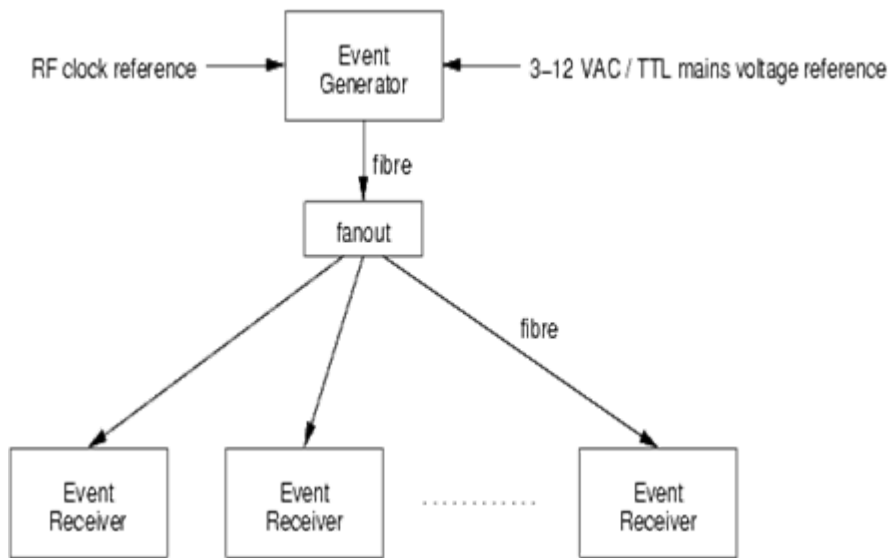 Event
Generator
RF clock reference
3–12 VAC / TTL mains voltage reference
fibre
fanout
fibre
Event
Receiver
Event
Receiver
Event
Receiver